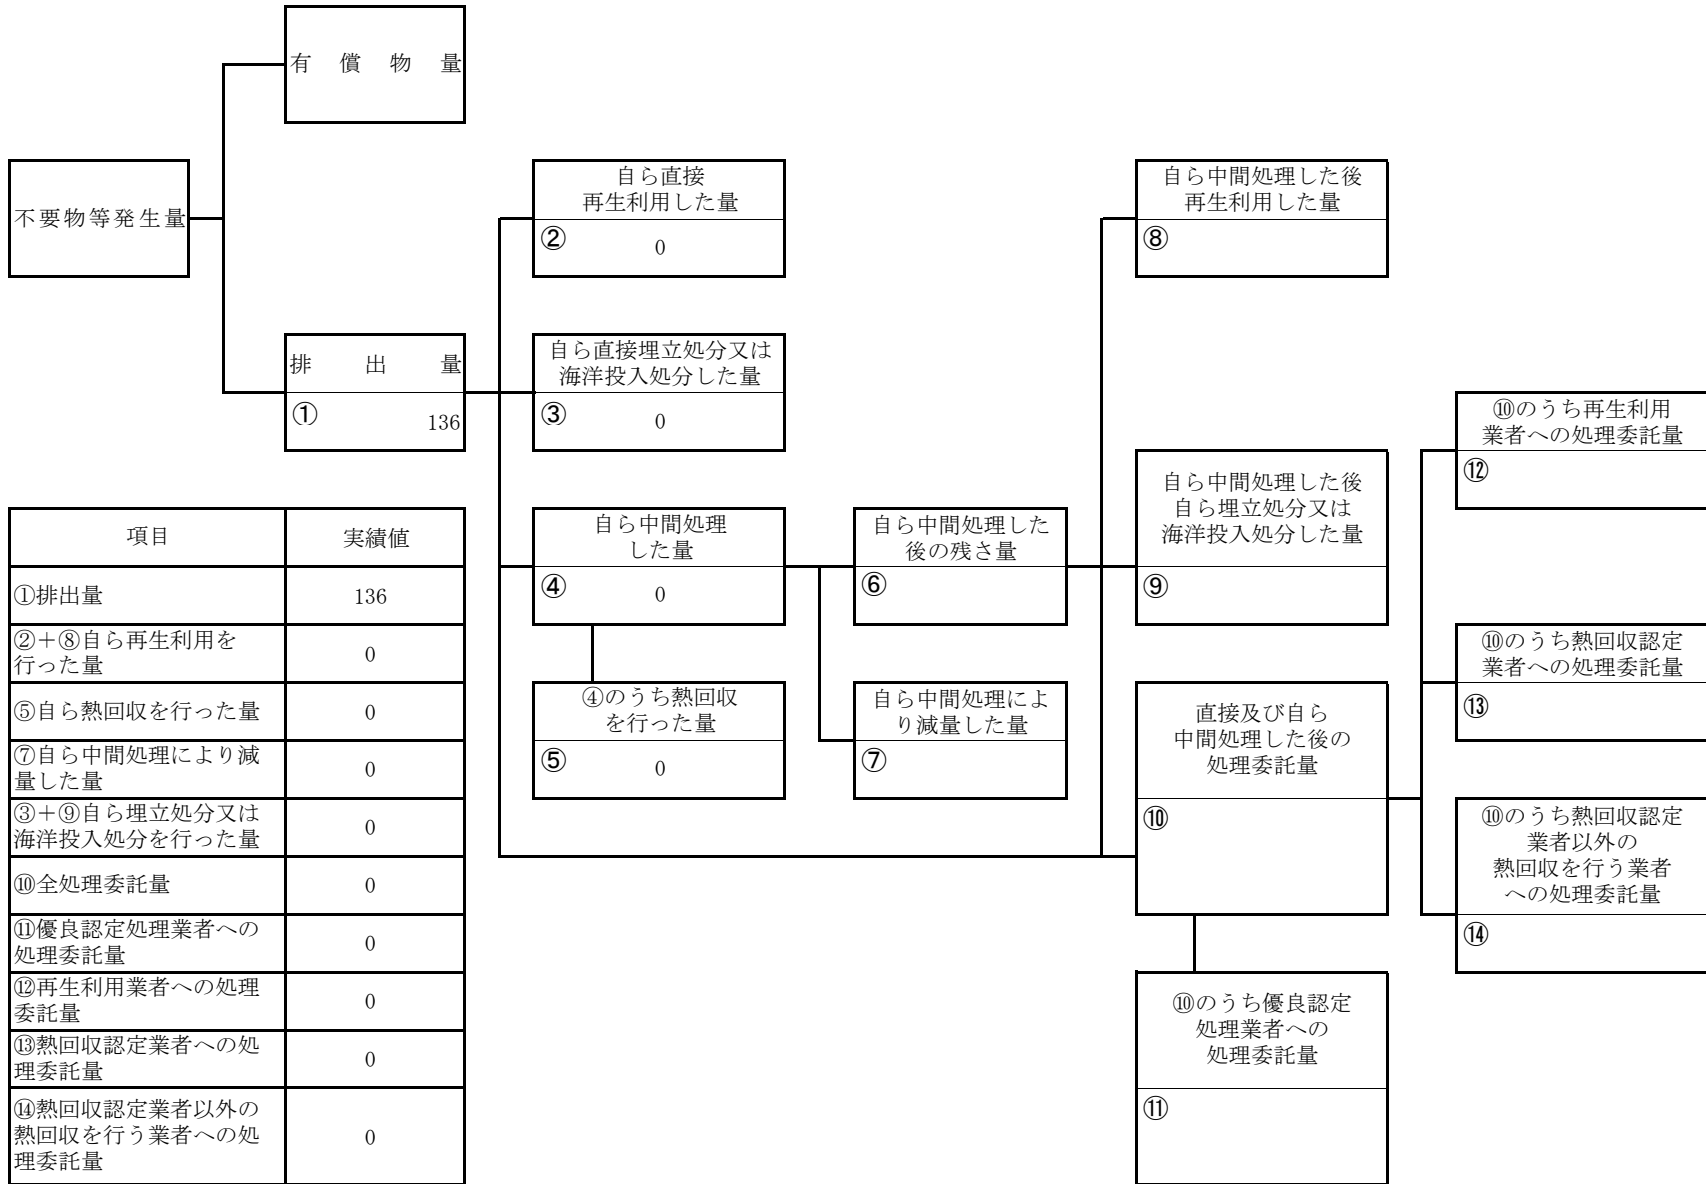 有償物量
不要物等発生量
排出量
① 136
自ら直接
再生利用した量
② 0
自ら直接埋立処分又は
海洋投入処分した量
③ 0
自ら中間処理
した量
④ 0
④のうち熱回収
を行った量
⑤ 0
自ら中間処理した
後の残さ量
⑥
自ら中間処理によ
り減量した量
⑦
自ら中間処理した後
再生利用した量
⑧
自ら中間処理した後
自ら埋立処分又は
海洋投入処分した量
⑨
直接及び自ら
中間処理した後の
処理委託量
⑩
⑩のうち優良認定
処理業者への
処理委託量
⑪
⑩のうち再生利用
業者への処理委託量
⑫
⑩のうち熱回収認定
業者への処理委託量
⑬
⑩のうち熱回収認定
業者以外の
熱回収を行う業者
への処理委託量
⑭
項目 実績値
①排出量 136
②＋⑧自ら再生利用を
行った量 0
⑤自ら熱回収を行った量 0
⑦自ら中間処理により減
量した量 0
③＋⑨自ら埋立処分又は
海洋投入処分を行った量 0
⑩全処理委託量 0
⑪優良認定処理業者への
処理委託量 0
⑫再生利用業者への処理
委託量 0
⑬熱回収認定業者への処
理委託量 0
⑭熱回収認定業者以外の
熱回収を行う業者への処
理委託量 0